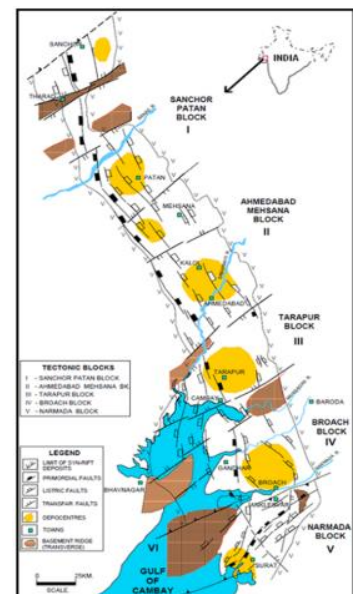 SANCHOR
INDIA
THARAD
SANCHOR
PATAN
BLOCK
I
PATAN
MEHSANA
AHMEDABAD
MEHSANA
BLOCK
II
KALOL
AHMEDABAD
TARAPUR
BLOCK
III
TECTONIC BLOCKS
I - SANCHOR PATAN BLOCK
II - AHMEDABAD MEHSANA BK.
III - TARAPUR BLOCK
IV - BROACH BLOCK
V - NARMADA BLOCK
TARAPUR
CAMBAY
BARODA
BROACH
BLOCK
IV
LEGEND
LIMIT OF SYN-RIFT
DEPOSITS
PRIMORDIAL FAULTS
LISTRIC FAULTS
TRANSFER FAULTS
DEPOCENTRES
TOWNS
BASEMENT RIDGE
(TRANSVERSE)
GANDHAR
BHAVNAGAR
BROACH
ANKLESHWAR
NARMADA
BLOCK
V
VI
GULF
OF
CAMBAY
SURAT
0 25KM.
SCALE